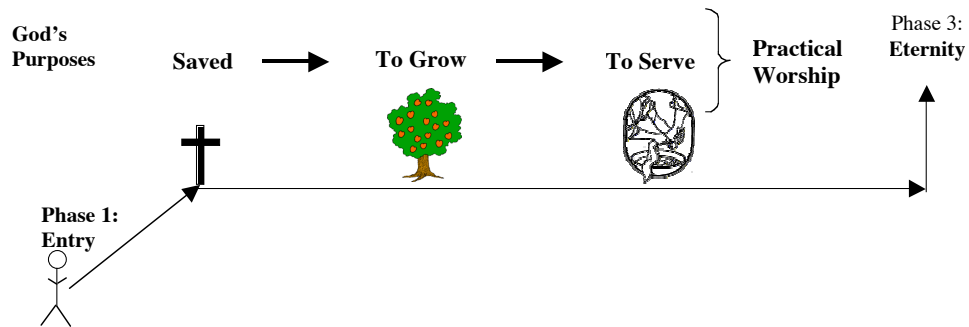 God's
Purposes
Saved
To Grow
To Serve
Practical
Worship
Phase 3:
Eternity
Phase 1:
Entry